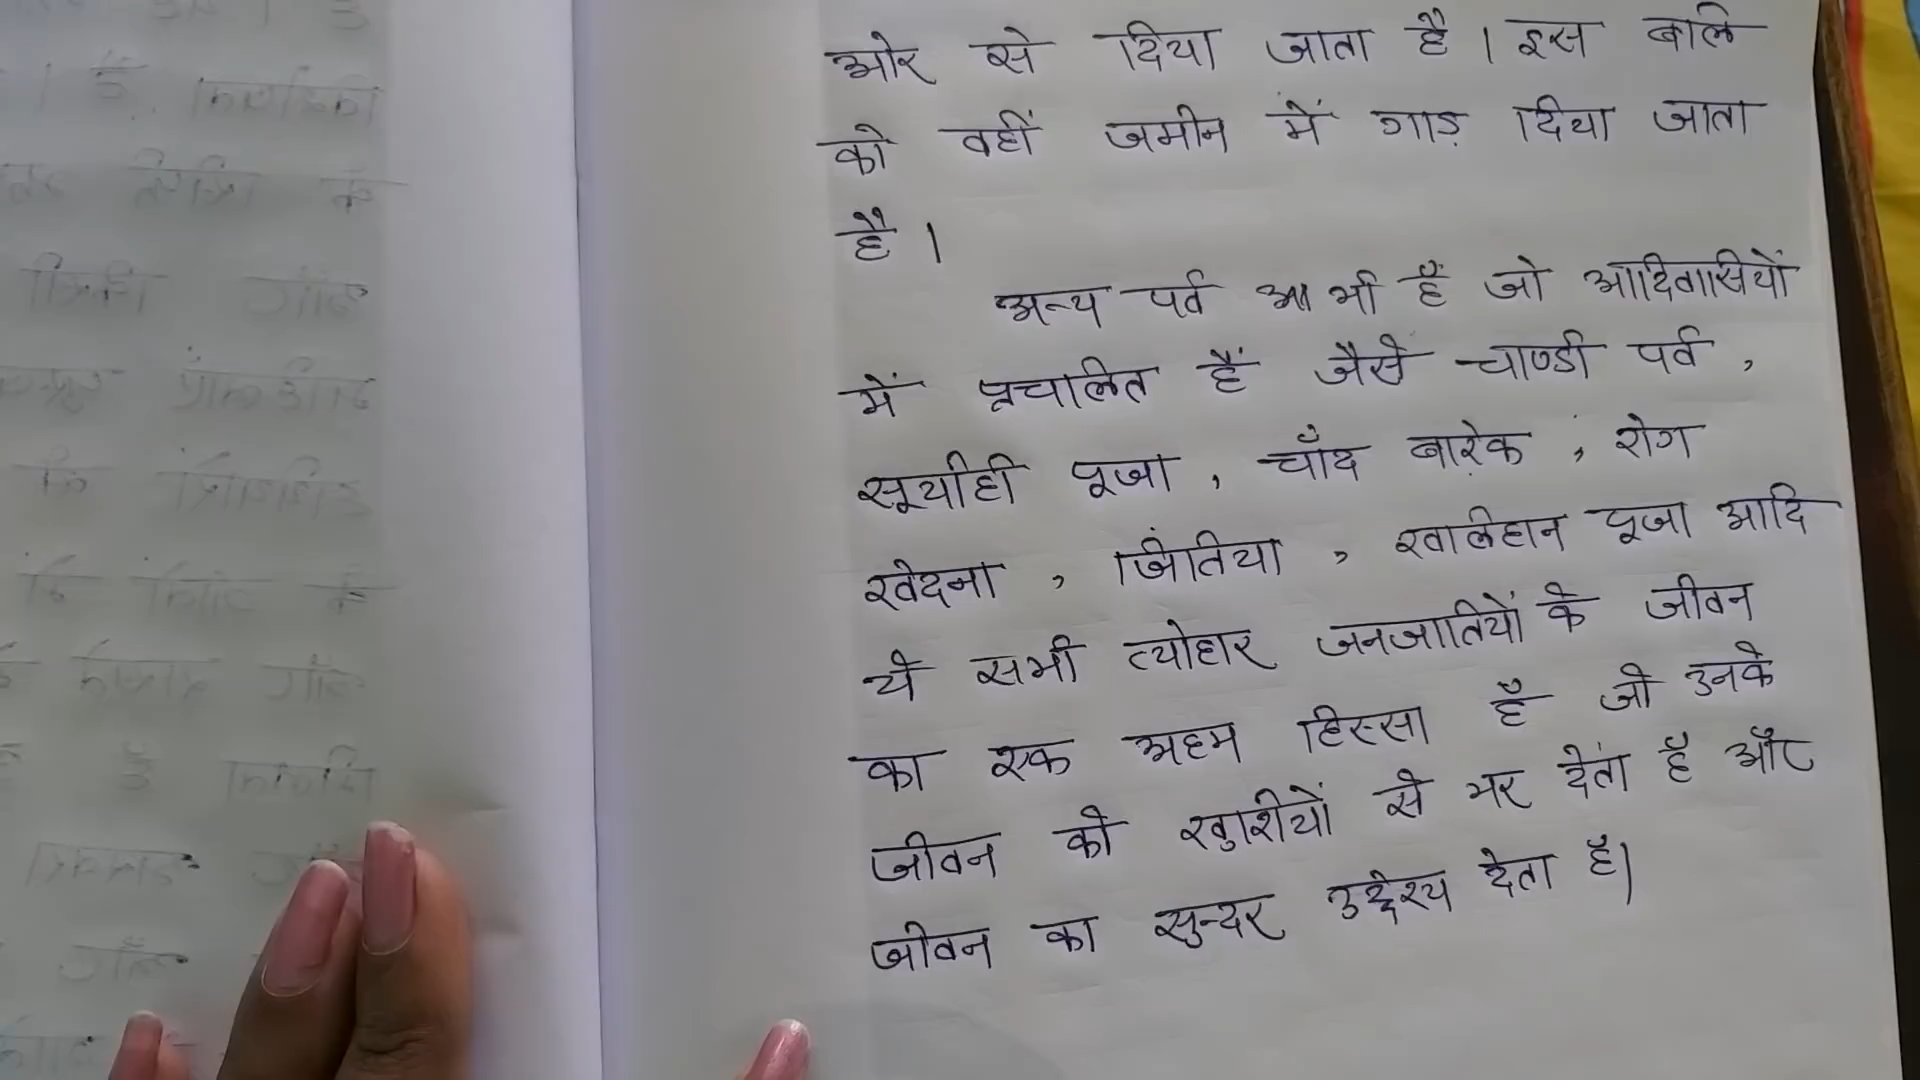 ओर से दिया जाता है । इस बलि
को वहीं जमीन में गाड़ दिया जाता
है ।
अन्य पर्व आ भी हैं जो आदिवासियों
में प्रचलित हैं जैसे चाण्डी पर्व ,
सूर्याही पूजा , चाँद बारेक , रोग
खेदना , जितिया , खलिहान पूजा आदि
ये सभी त्योहार जनजातियों के जीवन
का एक अहम हिस्सा है जो उनके
जीवन को खुशीयों से भर देता है और
जीवन का सुन्दर उद्देश्य देता है।